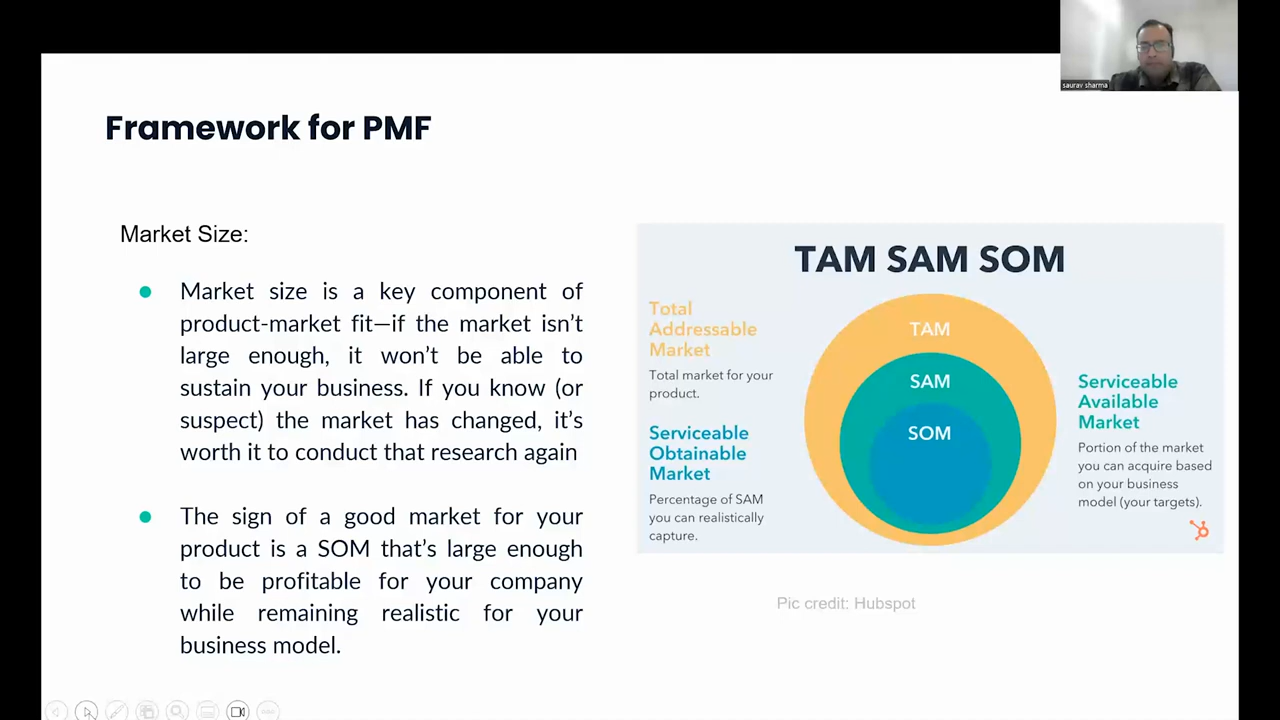 saurav sharma
Framework for PMF
Market Size:
Market size is a key component of
product-market fit—if the market isn’t
large enough, it won’t be able to
sustain your business. If you know (or
suspect) the market has changed, it’s
worth it to conduct that research again
The sign of a good market for your
product is a SOM that’s large enough
to be profitable for your company
while remaining realistic for your
business model.
TAM SAM SOM
Total
Addressable
Market
Total market for your
product.
Serviceable
Obtainable
Market
Percentage of SAM
you can realistically
capture.
TAM
SAM
SOM
Serviceable
Available
Market
Portion of the market
you can acquire based
on your business
model (your targets).
Pic credit: Hubspot